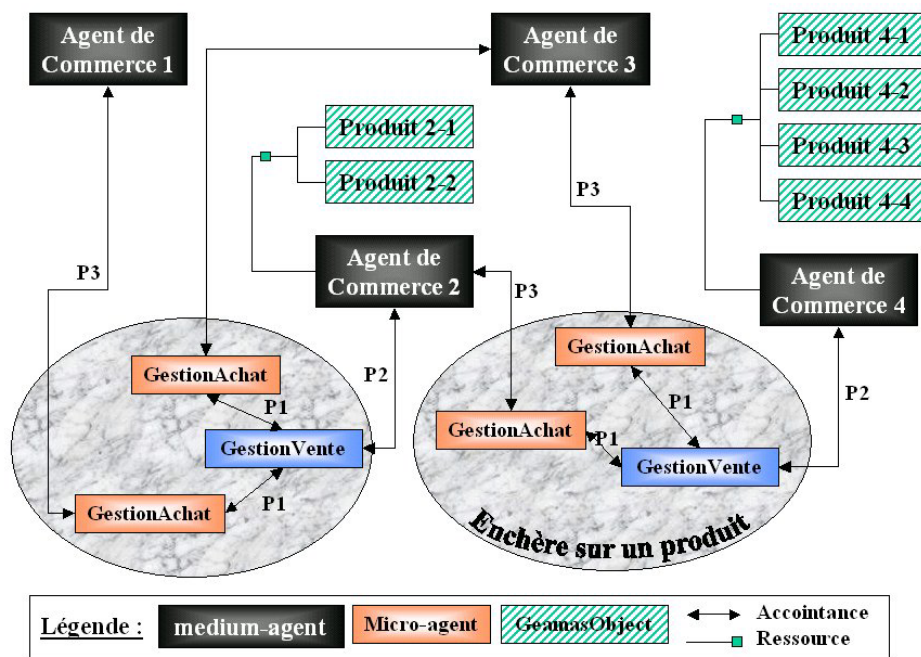 Agent de
Commerce 1
Agent de
Commerce 3
Produit 4-1
Produit 4-2
Produit 4-3
Produit 4-4
Produit 2-1
Produit 2-2
P3
P3
Agent de
Commerce 2
P3
Agent de
Commerce 4
P2
P2
GestionAchat
P1
GestionVente
P1
GestionAchat
GestionAchat
P1
GestionAchat
P1
GestionVente
Enchère sur un produit
Légende :
medium-agent
Micro-agent
GeamasObject
Accointance
Ressource